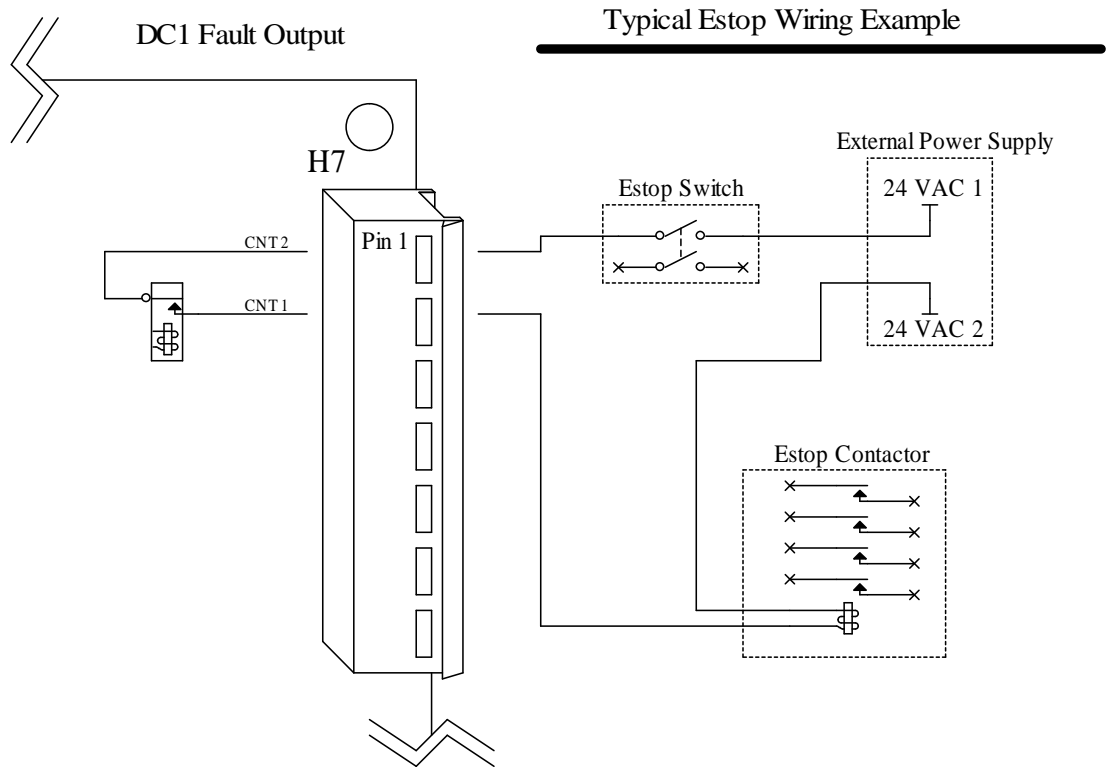 Typical Estop Wiring Example
DC1 Fault Output
H7
External Power Supply
Estop Switch
24 VAC 1
CNT 2
Pin 1
CNT 1
24 VAC 2
Estop Contactor